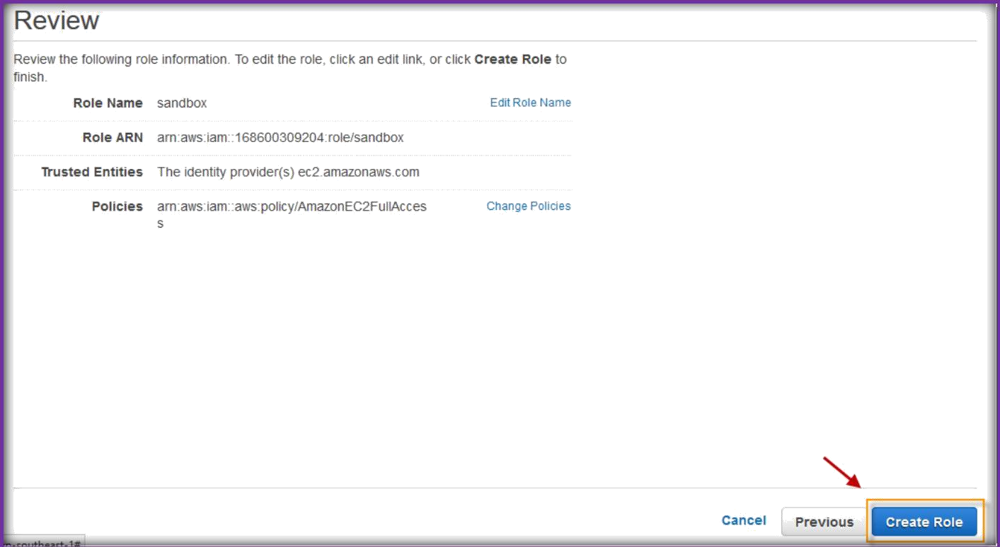 Review
Review the following role information. To edit the role, click an edit link, or click Create Role to
finish.
Role Name sandbox Edit Role Name
Role ARN arn:aws:iam::168600309204:role/sandbox
Trusted Entities The identity provider(s) ec2.amazonaws.com
Policies arn:aws:iam::aws:policy/AmazonEC2FullAcces Change Policies
s
Cancel Previous Create Role
southeast-1#